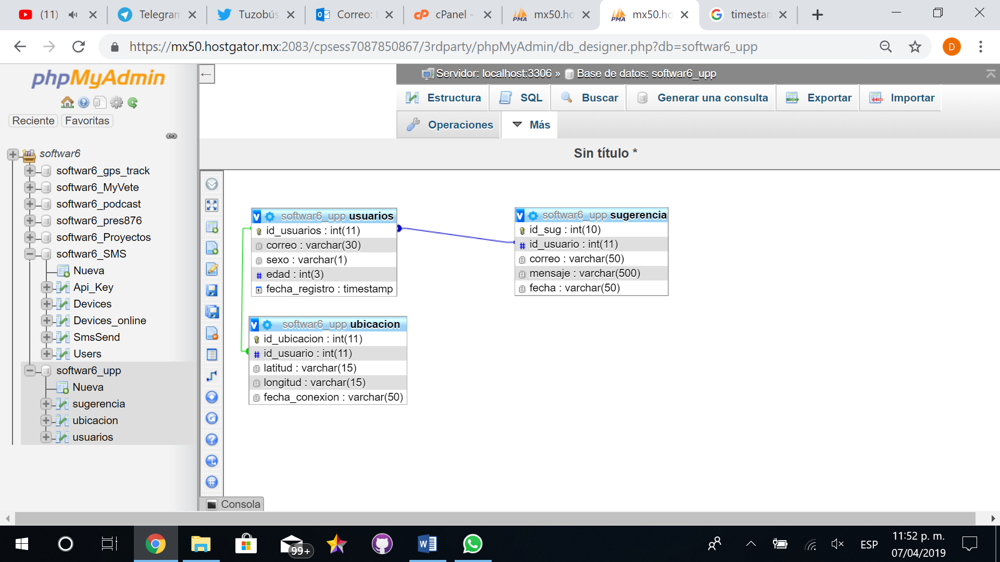 (11)
Telegram
Tuzobús
Correo:
cPanel -
mx50.ho
mx50.ho
timestan
https://mx50.hostgator.mx:2083/cpsess7087850867/3rdparty/phpMyAdmin/db_designer.php?db=softwar6_upp
D
phpMyAdmin
Reciente
Favoritas
softwar6
softwar6_gps_track
softwar6_MyVete
softwar6_podcast
softwar6_pres876
softwar6_Proyectos
softwar6_SMS
Nueva
Api_Key
Devices
Devices_online
SmsSend
Users
softwar6_upp
Nueva
sugerencia
ubicacion
usuarios
Servidor: localhost:3306 » Base de datos: softwar6_upp
Estructura
SQL
Buscar
Generar una consulta
Exportar
Importar
Operaciones
Más
Sin título *
v softwar6_upp usuarios
id_usuarios : int(11)
correo : varchar(30)
sexo : varchar(1)
# edad : int(3)
fecha_registro : timestamp
v softwar6_upp sugerencia
id_sug : int(10)
# id_usuario : int(11)
correo : varchar(50)
mensaje : varchar(500)
fecha : varchar(50)
v softwar6_upp ubicacion
id_ubicacion : int(11)
# id_usuario : int(11)
latitud : varchar(15)
longitud : varchar(15)
fecha_conexion : varchar(50)
Consola
99+
ESP
11:52 p. m.
07/04/2019